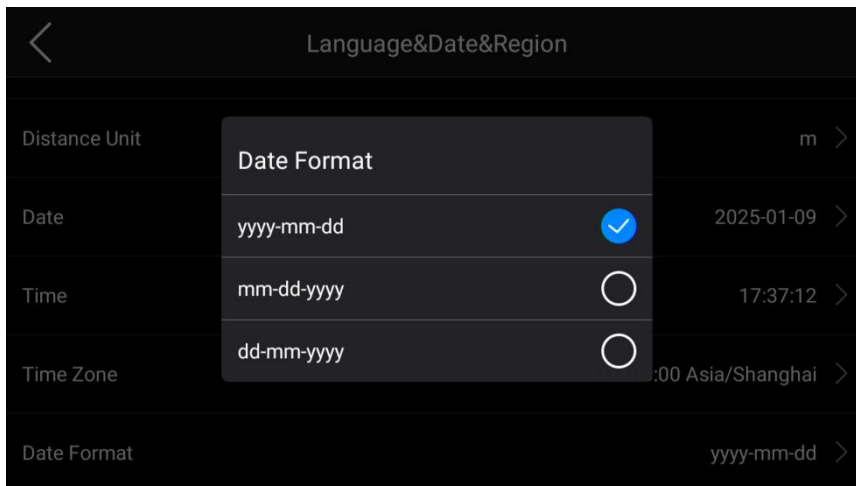 Language&Date&Region
Distance Unit
m
Date Format
yyyy-mm-dd
Date
2025-01-09
mm-dd-yyyy
Time
17:37:12
dd-mm-yyyy
Time Zone
:00 Asia/Shanghai
Date Format
yyyy-mm-dd